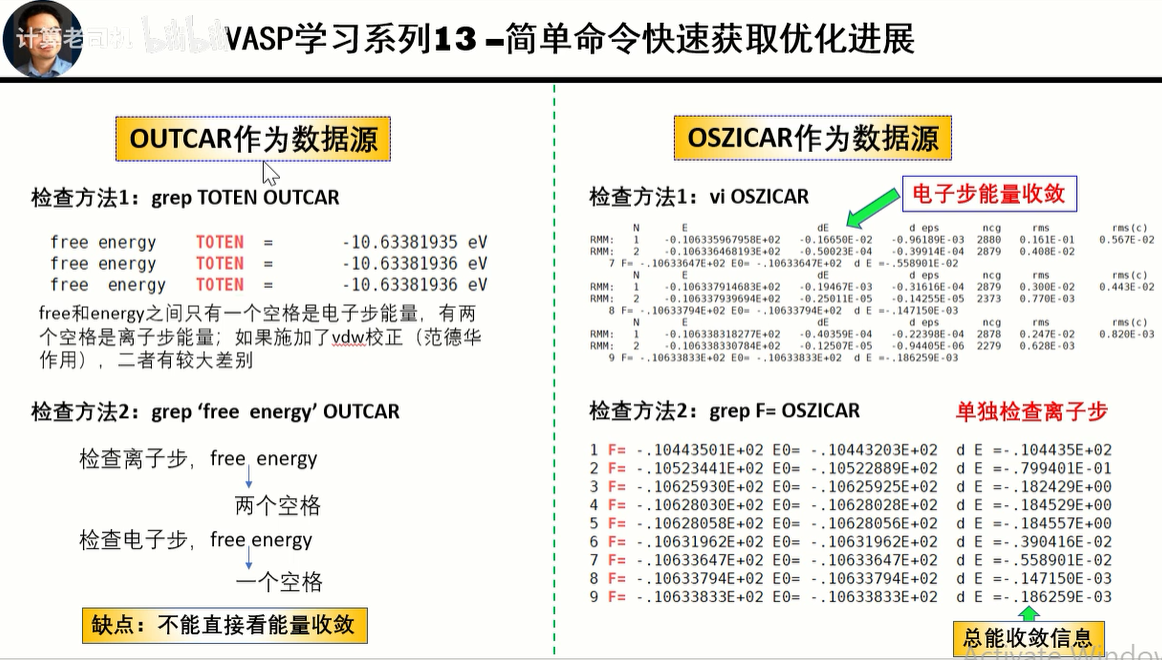 计算老司机
VASP学习系列13 –简单命令快速获取优化进展
OUTCAR作为数据源
检查方法1：grep TOTEN OUTCAR
free energy    TOTEN  =       -10.63381935 eV
free energy    TOTEN  =       -10.63381936 eV
free  energy   TOTEN  =       -10.63381936 eV
free和energy之间只有一个空格是电子步能量，有两
个空格是离子步能量；如果施加了vdw校正（范德华
作用），二者有较大差别
检查方法2：grep ‘free  energy’ OUTCAR
检查离子步，free  energy
两个空格
检查电子步，free energy
一个空格
缺点：不能直接看能量收敛
OSZICAR作为数据源
检查方法1：vi OSZICAR
电子步能量收敛
N       E                     dE             d eps       ncg     rms          rms(c)
RMM:   1    -0.106335967958E+02   -0.16650E-02   -0.96189E-03  2880   0.161E-01    0.567E-02
RMM:   2    -0.106336468193E+02   -0.50023E-04   -0.39914E-04  2879   0.408E-02
7 F= -.10633647E+02 E0= -.10633647E+02  d E =-.558901E-02
N       E                     dE             d eps       ncg     rms          rms(c)
RMM:   1    -0.106337914683E+02   -0.19467E-03   -0.31616E-04  2879   0.300E-02    0.443E-02
RMM:   2    -0.106337939694E+02   -0.25011E-05   -0.14255E-05  2373   0.770E-03
8 F= -.10633794E+02 E0= -.10633794E+02  d E =-.147150E-03
N       E                     dE             d eps       ncg     rms          rms(c)
RMM:   1    -0.106338318277E+02   -0.40359E-04   -0.22398E-04  2878   0.247E-02    0.820E-03
RMM:   2    -0.106338330784E+02   -0.12507E-05   -0.94405E-06  2279   0.628E-03
9 F= -.10633833E+02 E0= -.10633833E+02  d E =-.186259E-03
检查方法2：grep F= OSZICAR
单独检查离子步
1 F= -.10443501E+02 E0= -.10443203E+02  d E =-.104435E+02
2 F= -.10523441E+02 E0= -.10522889E+02  d E =-.799401E-01
3 F= -.10625930E+02 E0= -.10625925E+02  d E =-.182429E+00
4 F= -.10628030E+02 E0= -.10628028E+02  d E =-.184529E+00
5 F= -.10628058E+02 E0= -.10628056E+02  d E =-.184557E+00
6 F= -.10631962E+02 E0= -.10631962E+02  d E =-.390416E-02
7 F= -.10633647E+02 E0= -.10633647E+02  d E =-.558901E-02
8 F= -.10633794E+02 E0= -.10633794E+02  d E =-.147150E-03
9 F= -.10633833E+02 E0= -.10633833E+02  d E =-.186259E-03
总能收敛信息